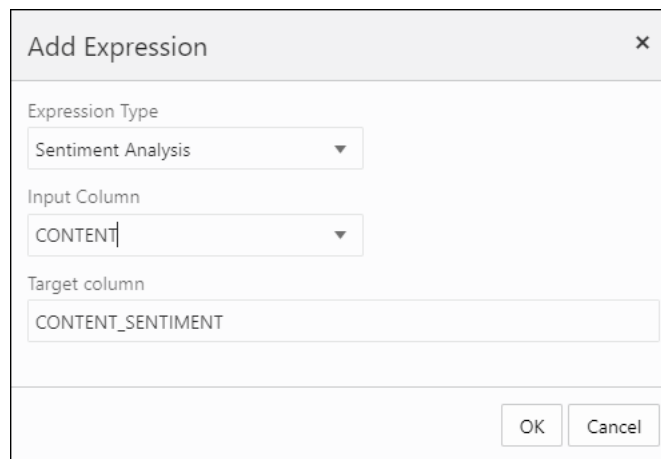 Add Expression
Expression Type
Sentiment Analysis
Input Column
CONTENT
Target column
CONTENT_SENTIMENT
OK Cancel